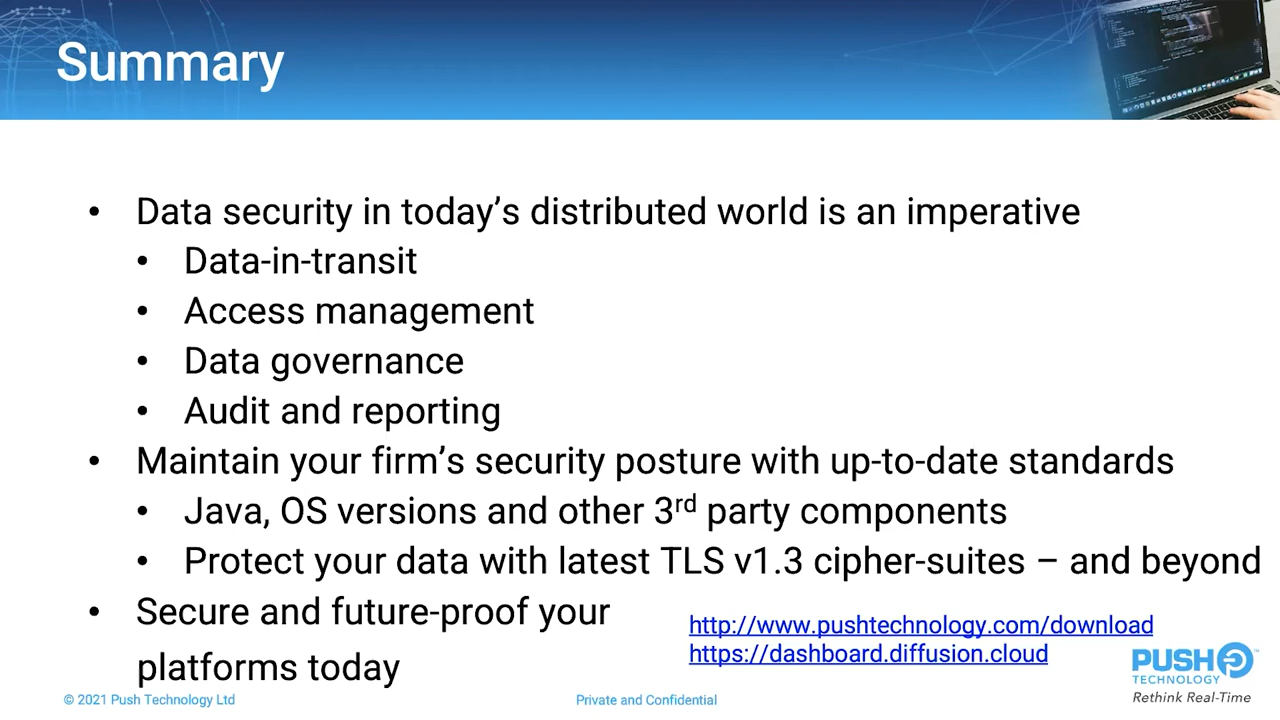 Summary
• Data security in today’s distributed world is an imperative
• Data-in-transit
• Access management
• Data governance
• Audit and reporting
• Maintain your firm’s security posture with up-to-date standards
• Java, OS versions and other 3rd party components
• Protect your data with latest TLS v1.3 cipher-suites – and beyond
• Secure and future-proof your
platforms today
http://www.pushtechnology.com/download
https://dashboard.diffusion.cloud
PUSH
TECHNOLOGY
Rethink Real-Time
© 2021 Push Technology Ltd
Private and Confidential